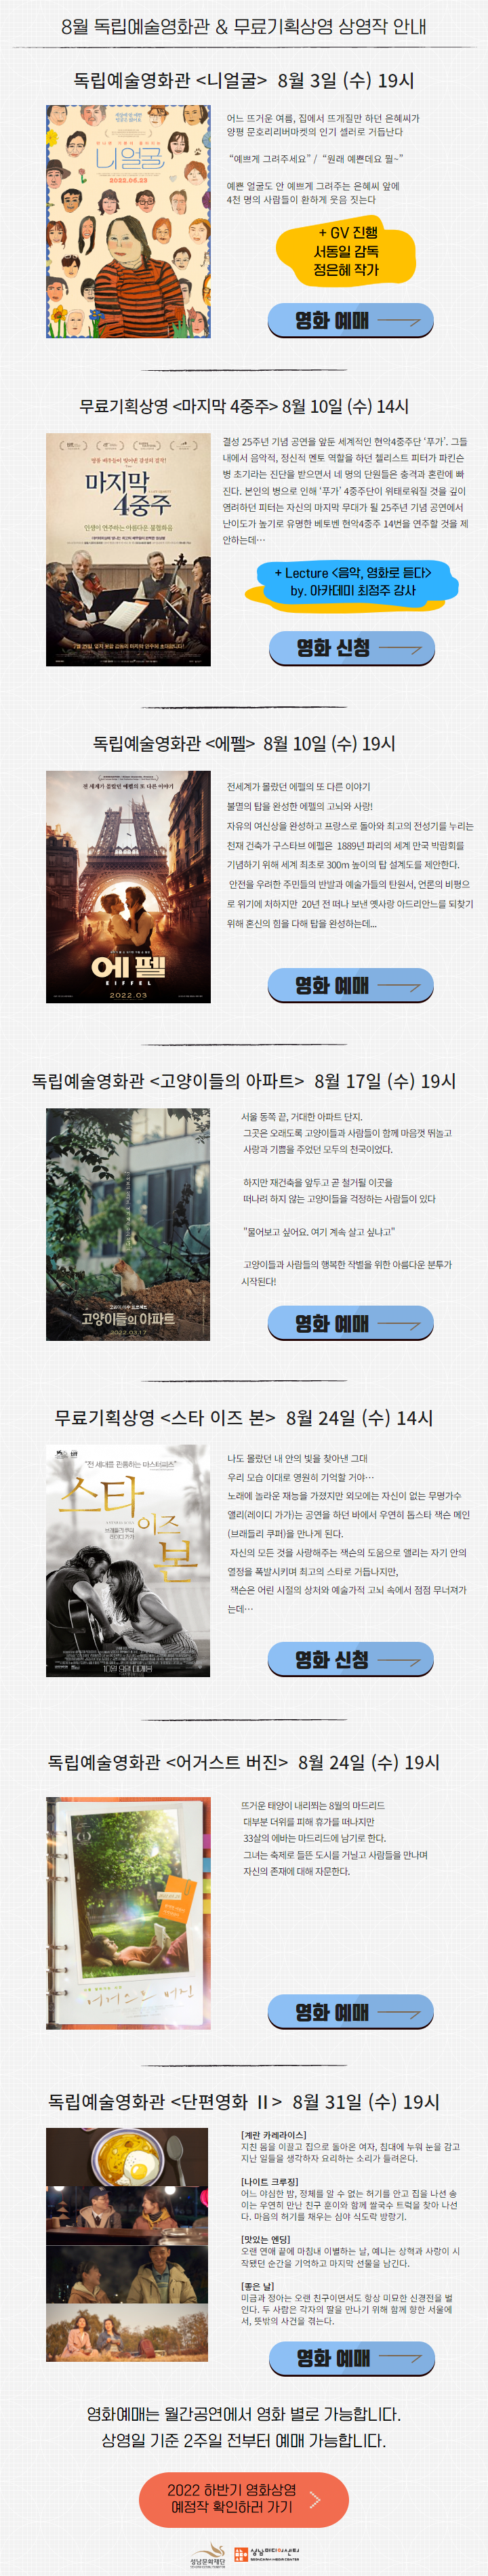 8월 독립예술영화관 & 무료기획상영 상영작 안내
독립예술영화관 <니얼굴> 8월 3일 (수) 19시
니얼굴
2022.06.23
어느 뜨거운 여름, 집에서 뜨개질만 하던 은혜씨가
양평 문호리리버마켓의 인기 셀러로 거듭난다
“예쁘게 그려주세요” / “원래 예쁜데요 뭘~”
예쁜 얼굴도 안 예쁘게 그려주는 은혜씨 앞에
4천 명의 사람들이 환하게 웃음 짓는다
+ GV 진행
서동일 감독
정은혜 작가
영화 예매
무료기획상영 <마지막 4중주> 8월 10일 (수) 14시
마지막
4중주
인생이 연주하는 아름다운 불협화음
결성 25주년 기념 공연을 앞둔 세계적인 현악4중주단 ‘푸가’. 그들
내에서 음악적, 정신적 멘토 역할을 하던 첼리스트 피터가 파킨슨
병 초기라는 진단을 받으면서 네 명의 단원들은 충격과 혼란에 빠
진다. 본인의 병으로 인해 ‘푸가’ 4중주단이 위태로워질 것을 깊이
염려하던 피터는 자신의 마지막 무대가 될 25주년 기념 공연에서
난이도가 높기로 유명한 베토벤 현악4중주 14번을 연주할 것을 제
안하는데…
+ Lecture <음악, 영화로 듣다>
by. 아카데미 최정주 강사
영화 신청
독립예술영화관 <에펠> 8월 10일 (수) 19시
전 세계가 몰랐던 에펠의 또 다른 이야기
에펠
EIFFEL
2022.03
전세계가 몰랐던 에펠의 또 다른 이야기
불멸의 탑을 완성한 에펠의 고뇌와 사랑!
자유의 여신상을 완성하고 프랑스로 돌아와 최고의 전성기를 누리는
천재 건축가 구스타브 에펠은 1889년 파리의 세계 만국 박람회를
기념하기 위해 세계 최초로 300m 높이의 탑 설계도를 제안한다.
안전을 우려한 주민들의 반발과 예술가들의 탄원서, 언론의 비평으
로 위기에 처하지만 20년 전 떠나 보낸 옛사랑 아드리안느를 되찾기
위해 혼신의 힘을 다해 탑을 완성하는데...
영화 예매
독립예술영화관 <고양이들의 아파트> 8월 17일 (수) 19시
고양이들의 아파트
2022.03.17
서울 동쪽 끝, 거대한 아파트 단지.
그곳은 오래도록 고양이들과 사람들이 함께 마음껏 뛰놀고
사랑과 기쁨을 주었던 모두의 천국이었다.
하지만 재건축을 앞두고 곧 철거될 이곳을
떠나려 하지 않는 고양이들을 걱정하는 사람들이 있다
"물어보고 싶어요. 여기 계속 살고 싶냐고"
고양이들과 사람들의 행복한 작별을 위한 아름다운 분투가
시작된다!
영화 예매
무료기획상영 <스타 이즈 본> 8월 24일 (수) 14시
“전 세대를 관통하는 마스터피스”
스타
이즈
본
브래들리 쿠퍼
레이디 가가
10월 9일 대개봉
나도 몰랐던 내 안의 빛을 찾아낸 그대
우리 모습 이대로 영원히 기억할 거야…
노래에 놀라운 재능을 가졌지만 외모에는 자신이 없는 무명가수
앨리(레이디 가가)는 공연을 하던 바에서 우연히 톱스타 잭슨 메인
(브래들리 쿠퍼)을 만나게 된다.
자신의 모든 것을 사랑해주는 잭슨의 도움으로 앨리는 자기 안의
열정을 폭발시키며 최고의 스타로 거듭나지만,
잭슨은 어린 시절의 상처와 예술가적 고뇌 속에서 점점 무너져가
는데…
영화 신청
독립예술영화관 <어거스트 버진> 8월 24일 (수) 19시
어거스트 버진
뜨거운 태양이 내리쬐는 8월의 마드리드
대부분 더위를 피해 휴가를 떠나지만
33살의 에바는 마드리드에 남기로 한다.
그녀는 축제로 들뜬 도시를 거닐고 사람들을 만나며
자신의 존재에 대해 자문한다.
영화 예매
독립예술영화관 <단편영화 Ⅱ> 8월 31일 (수) 19시
[계란 카레라이스]
지친 몸을 이끌고 집으로 돌아온 여자, 침대에 누워 눈을 감고
지난 일들을 생각하자 요리하는 소리가 들려온다.
[나이트 크루징]
어느 야심한 밤, 정체를 알 수 없는 허기를 안고 집을 나선 송
이는 우연히 만난 친구 훈이와 함께 쌀국수 트럭을 찾아 나선
다. 마음의 허기를 채우는 심야 식도락 방랑기.
[맛있는 엔딩]
오랜 연애 끝에 마침내 이별하는 날, 예니는 상혁과 사랑이 시
작됐던 순간을 기억하고 마지막 선물을 남긴다.
[좋은 날]
미금과 정아는 오랜 친구이면서도 항상 미묘한 신경전을 벌
인다. 두 사람은 각자의 딸을 만나기 위해 함께 향한 서울에
서, 뜻밖의 사건을 겪는다.
영화 예매
영화예매는 월간공연에서 영화 별로 가능합니다.
상영일 기준 2주일 전부터 예매 가능합니다.
2022 하반기 영화상영
예정작 확인하러 가기
성남문화재단
성남미디어센터